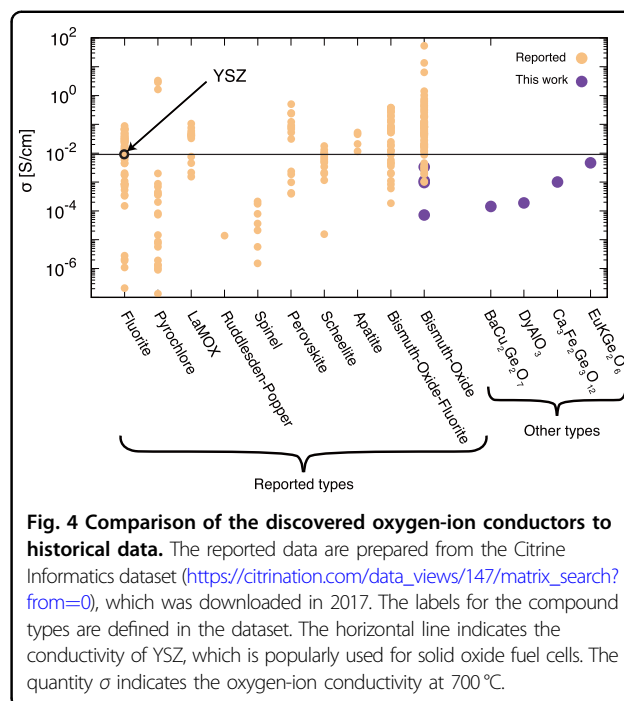 10²
10⁰
10⁻²
10⁻⁴
10⁻⁶
σ [S/cm]
YSZ
Reported
This work
Fluorite
Pyrochlore
LaMOX
Ruddlesden-Popper
Spinel
Perovskite
Scheelite
Apatite
Bismuth-Oxide-Fluorite
Bismuth-Oxide
BaCu₂Ge₂O₇
DyAlO₃
Ca₃Fe₂Ge₃O₁₂
EuKGe₂O₆
Reported types
Other types
Fig. 4 Comparison of the discovered oxygen-ion conductors to
historical data. The reported data are prepared from the Citrine
Informatics dataset (https://citrination.com/data_views/147/matrix_search?
from=0), which was downloaded in 2017. The labels for the compound
types are defined in the dataset. The horizontal line indicates the
conductivity of YSZ, which is popularly used for solid oxide fuel cells. The
quantity σ indicates the oxygen-ion conductivity at 700 °C.